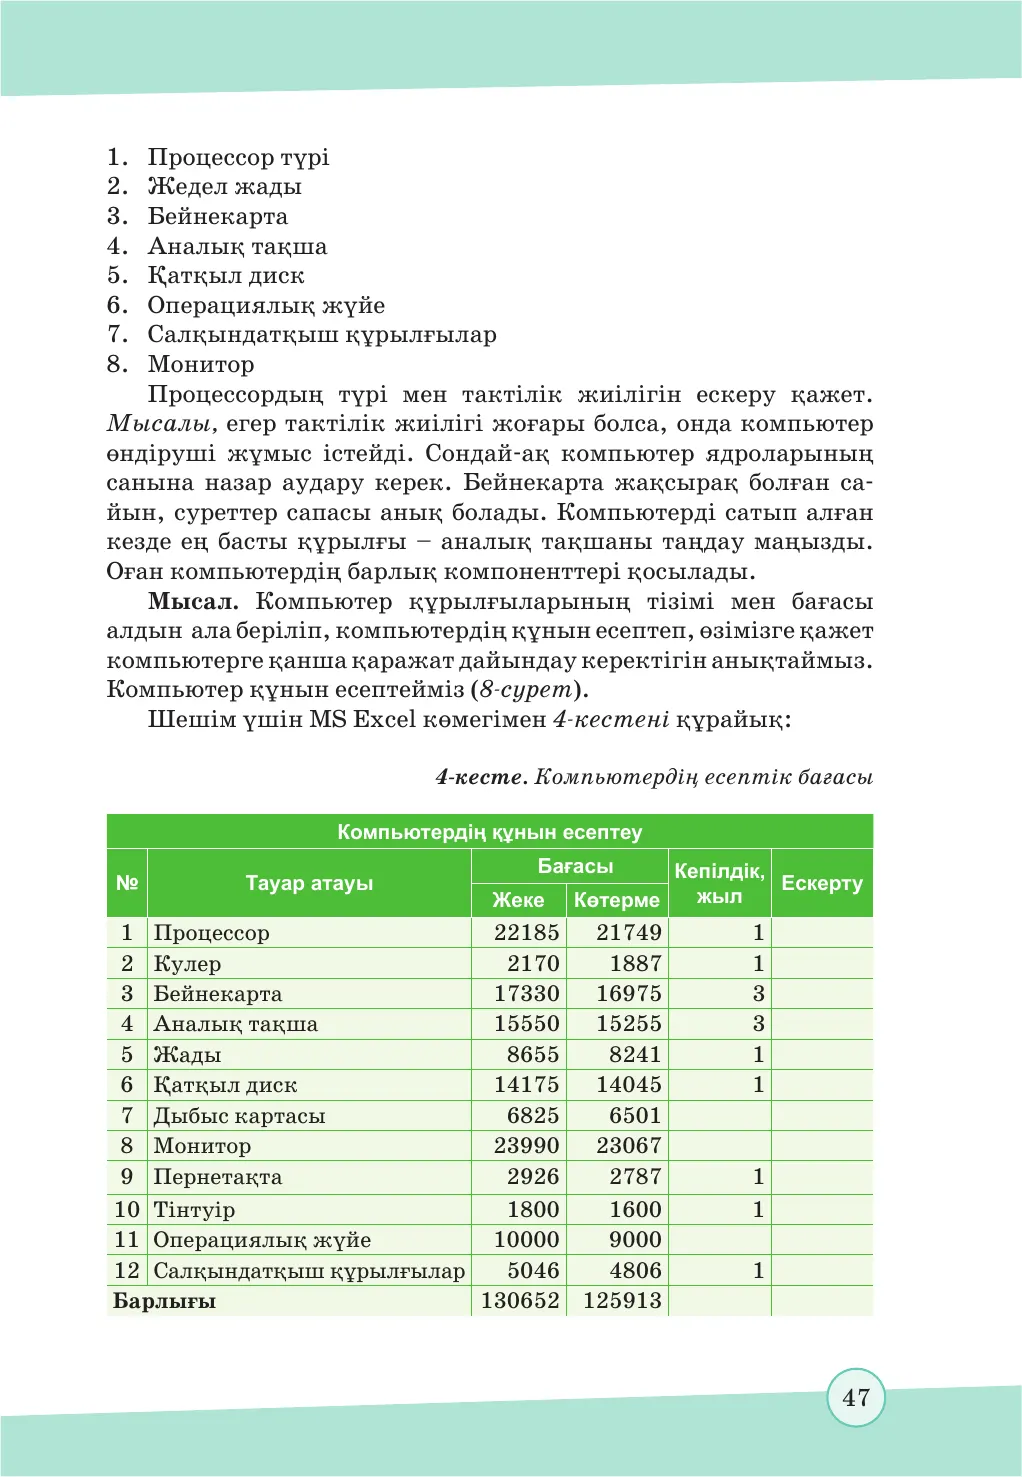 1. Процессор түрі
2. Жедел жады
3. Бейнекарта
4. Аналық тақша
5. Қатқыл диск
6. Операциялық жүйе
7. Салқындатқыш құрылғылар
8. Монитор
Процессордың түрі мен тактілік жиілігін ескеру қажет.
Мысалы, егер тактілік жиілігі жоғары болса, онда компьютер
өндіруші жұмыс істейді. Сондай-ақ компьютер ядроларының
санына назар аудару керек. Бейнекарта жақсырақ болған са-
йын, суреттер сапасы анық болады. Компьютерді сатып алған
кезде ең басты құрылғы – аналық тақшаны таңдау маңызды.
Оған компьютердің барлық компоненттері қосылады.
Мысал. Компьютер құрылғыларының тізімі мен бағасы
алдын ала беріліп, компьютердің құнын есептеп, өзімізге қажет
компьютерге қанша қаражат дайындау керектігін анықтаймыз.
Компьютер құнын есептейміз (8-сурет).
Шешім үшін MS Excel көмегімен 4-кестені құрайық:
4-кесте. Компьютердің есептік бағасы
Компьютердің құнын есептеу
№ Тауар атауы Бағасы Кепілдік, жыл Ескерту
Жеке Көтерме
1 Процессор 22185 21749 1
2 Кулер 2170 1887 1
3 Бейнекарта 17330 16975 3
4 Аналық тақша 15550 15255 3
5 Жады 8655 8241 1
6 Қатқыл диск 14175 14045 1
7 Дыбыс картасы 6825 6501
8 Монитор 23990 23067
9 Пернетақта 2926 2787 1
10 Тінтуір 1800 1600 1
11 Операциялық жүйе 10000 9000
12 Салқындатқыш құрылғылар 5046 4806 1
Барлығы 130652 125913
47